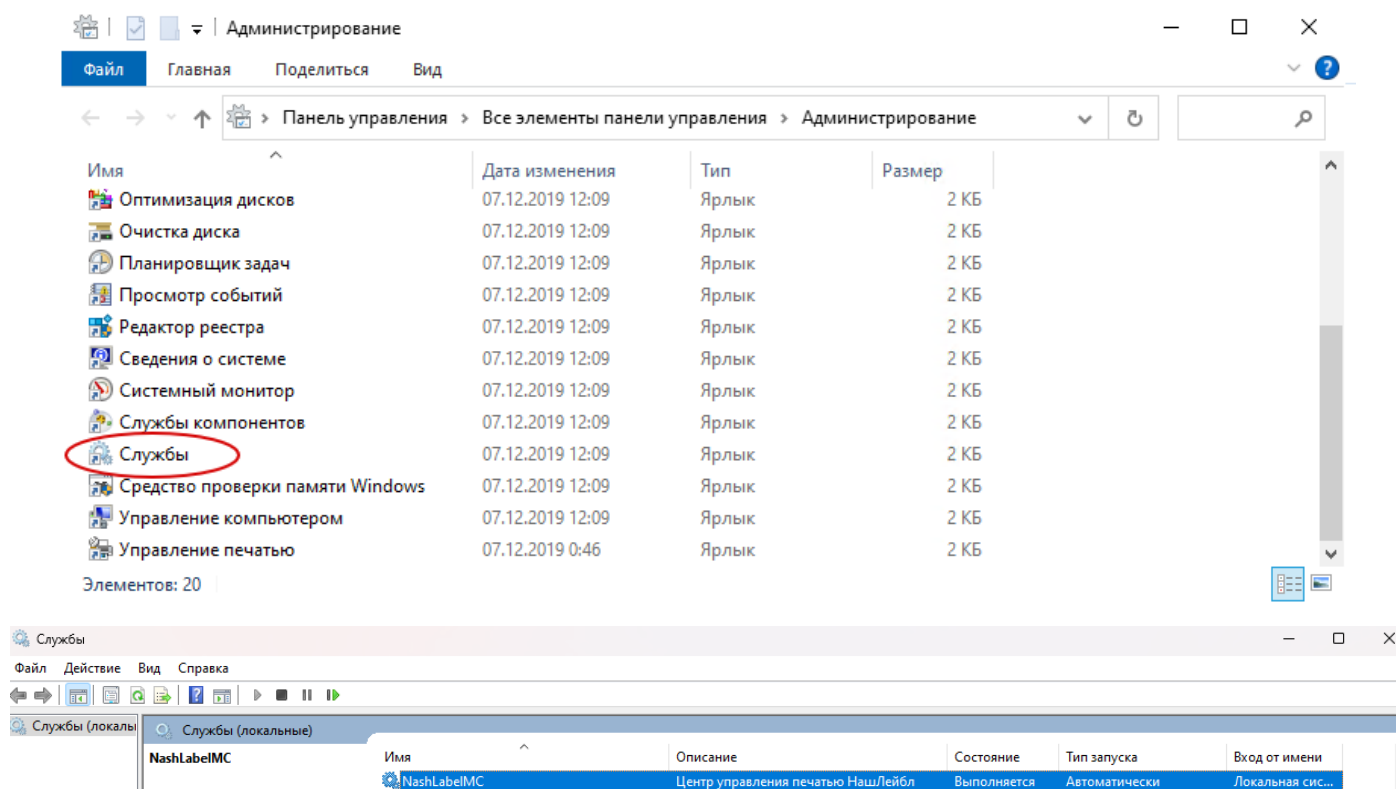 Администрирование
Файл Главная Поделиться Вид
Панель управления > Все элементы панели управления > Администрирование
Имя Дата изменения Тип Размер
Оптимизация дисков 07.12.2019 12:09 Ярлык 2 КБ
Очистка диска 07.12.2019 12:09 Ярлык 2 КБ
Планировщик задач 07.12.2019 12:09 Ярлык 2 КБ
Просмотр событий 07.12.2019 12:09 Ярлык 2 КБ
Редактор реестра 07.12.2019 12:09 Ярлык 2 КБ
Сведения о системе 07.12.2019 12:09 Ярлык 2 КБ
Системный монитор 07.12.2019 12:09 Ярлык 2 КБ
Службы компонентов 07.12.2019 12:09 Ярлык 2 КБ
Службы 07.12.2019 12:09 Ярлык 2 КБ
Средство проверки памяти Windows 07.12.2019 12:09 Ярлык 2 КБ
Управление компьютером 07.12.2019 12:09 Ярлык 2 КБ
Управление печатью 07.12.2019 0:46 Ярлык 2 КБ
Элементов: 20
Службы
Файл Действие Вид Справка
Службы (локалы Службы (локальные)
NashLabelMC Имя Описание Состояние Тип запуска Вход от имени
NashLabelMC Центр управления печатью НашЛейбл Выполняется Автоматически Локальная сис...